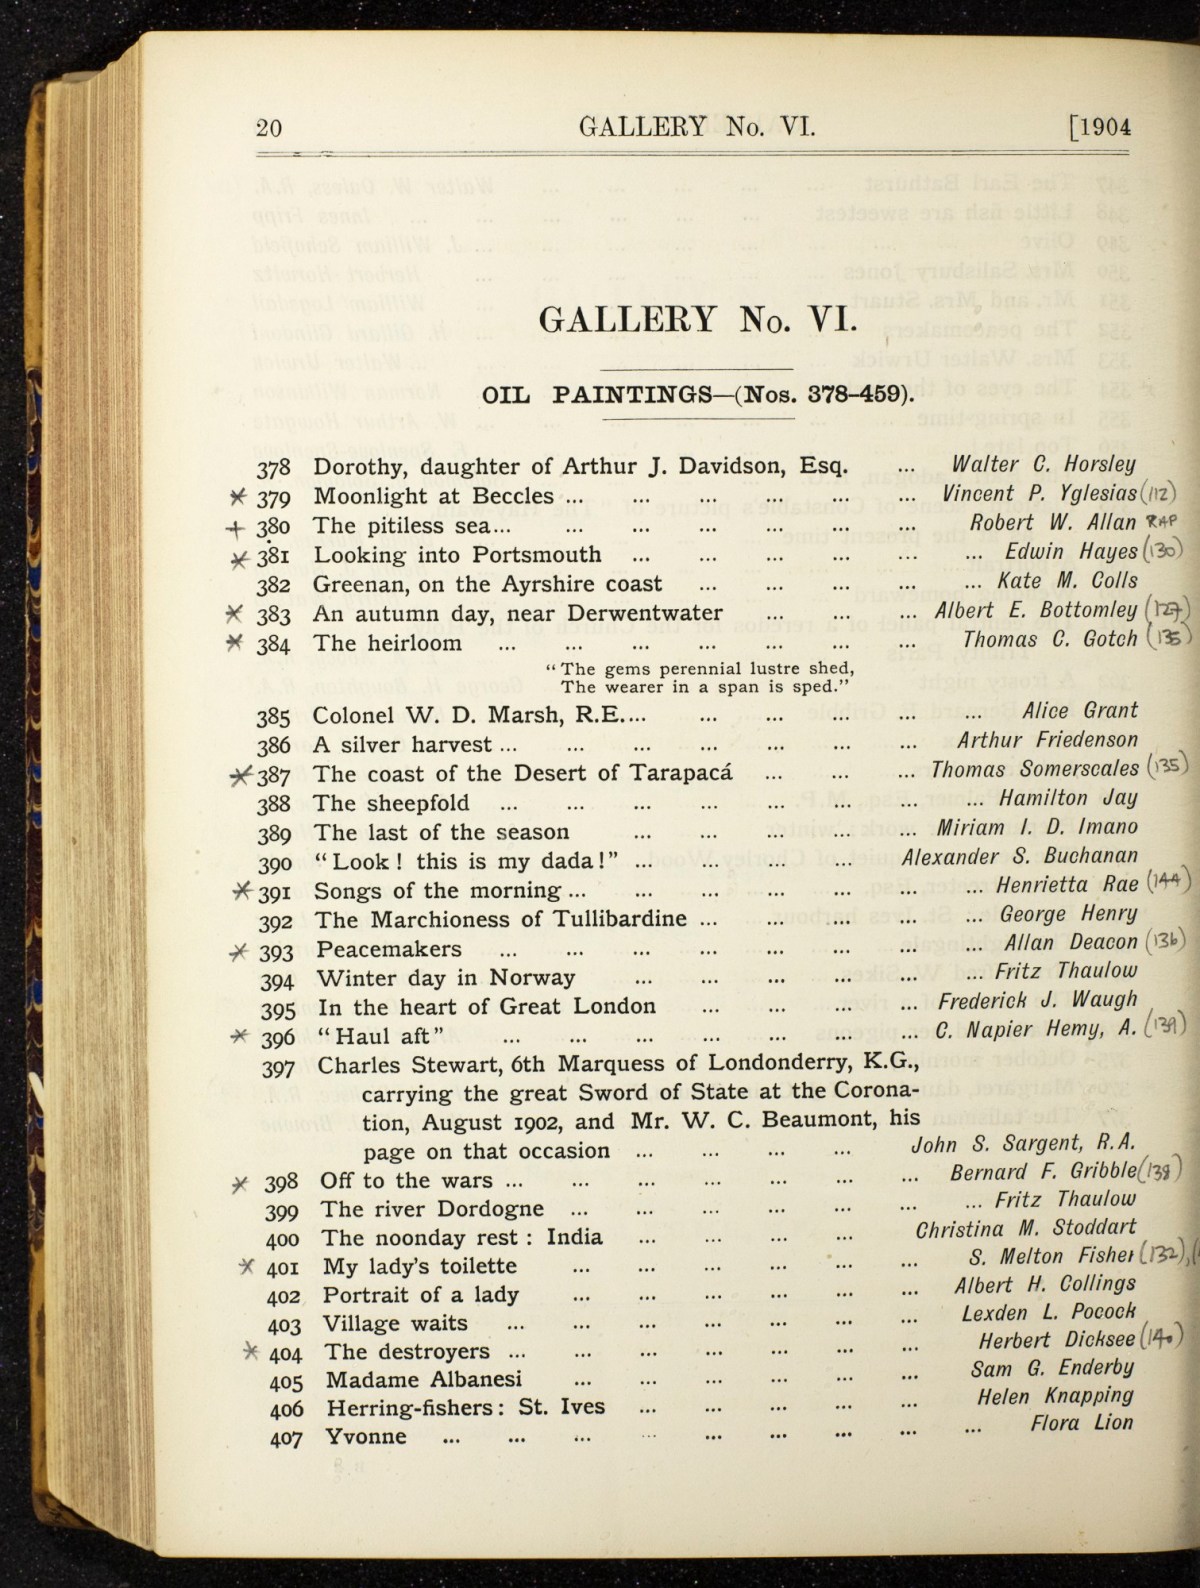 20 GALLERY No. VI. [1904
GALLERY No. VI.
OIL PAINTINGS—(Nos. 378–459).
378 Dorothy, daughter of Arthur J. Davidson, Esq. ... Walter C. Horsley
* 379 Moonlight at Beccles ... ... ... ... ... ... Vincent P. Yglesias (112)
+ 380 The pitiless sea... ... ... ... ... ... ... Robert W. Allan RAP
* 381 Looking into Portsmouth ... ... ... ... ... ... Edwin Hayes (130)
382 Greenan, on the Ayrshire coast ... ... ... ... ... Kate M. Colls
* 383 An autumn day, near Derwentwater ... ... ... Albert E. Bottomley (127)
* 384 The heirloom ... ... ... ... ... ... ... Thomas C. Gotch (135)
“The gems perennial lustre shed,
The wearer in a span is sped.”
385 Colonel W. D. Marsh, R.E.... ... ... ... ... ... Alice Grant
386 A silver harvest ... ... ... ... ... ... ... Arthur Friedenson
* 387 The coast of the Desert of Tarapacá ... ... ... Thomas Somerscales (135)
388 The sheepfold ... ... ... ... ... ... ... ... Hamilton Jay
389 The last of the season ... ... ... ... ... Miriam I. D. Imano
390 “Look! this is my dada!” ... ... ... ... Alexander S. Buchanan
* 391 Songs of the morning ... ... ... ... ... ... ... Henrietta Rae (144)
392 The Marchioness of Tullibardine ... ... ... ... ... George Henry
* 393 Peacemakers ... ... ... ... ... ... ... ... Allan Deacon (136)
394 Winter day in Norway ... ... ... ... ... ... Fritz Thaulow
395 In the heart of Great London ... ... ... ... Frederick J. Waugh
* 396 “Haul aft” ... ... ... ... ... ... ... C. Napier Hemy, A. (139)
397 Charles Stewart, 6th Marquess of Londonderry, K.G.,
carrying the great Sword of State at the Corona-
tion, August 1902, and Mr. W. C. Beaumont, his
page on that occasion ... ... ... ... John S. Sargent, R.A.
* 398 Off to the wars ... ... ... ... ... ... ... Bernard F. Gribble (138)
399 The river Dordogne ... ... ... ... ... ... ... Fritz Thaulow
400 The noonday rest : India ... ... ... ... Christina M. Stoddart
* 401 My lady's toilette ... ... ... ... ... ... S. Melton Fisher (132),(
402 Portrait of a lady ... ... ... ... ... ... Albert H. Collings
403 Village waits ... ... ... ... ... ... ... Lexden L. Pocock
* 404 The destroyers ... ... ... ... ... ... ... Herbert Dicksee (140)
405 Madame Albanesi ... ... ... ... ... ... Sam G. Enderby
406 Herring-fishers: St. Ives ... ... ... ... ... Helen Knapping
407 Yvonne ... ... ... ... ... ... ... ... ... Flora Lion